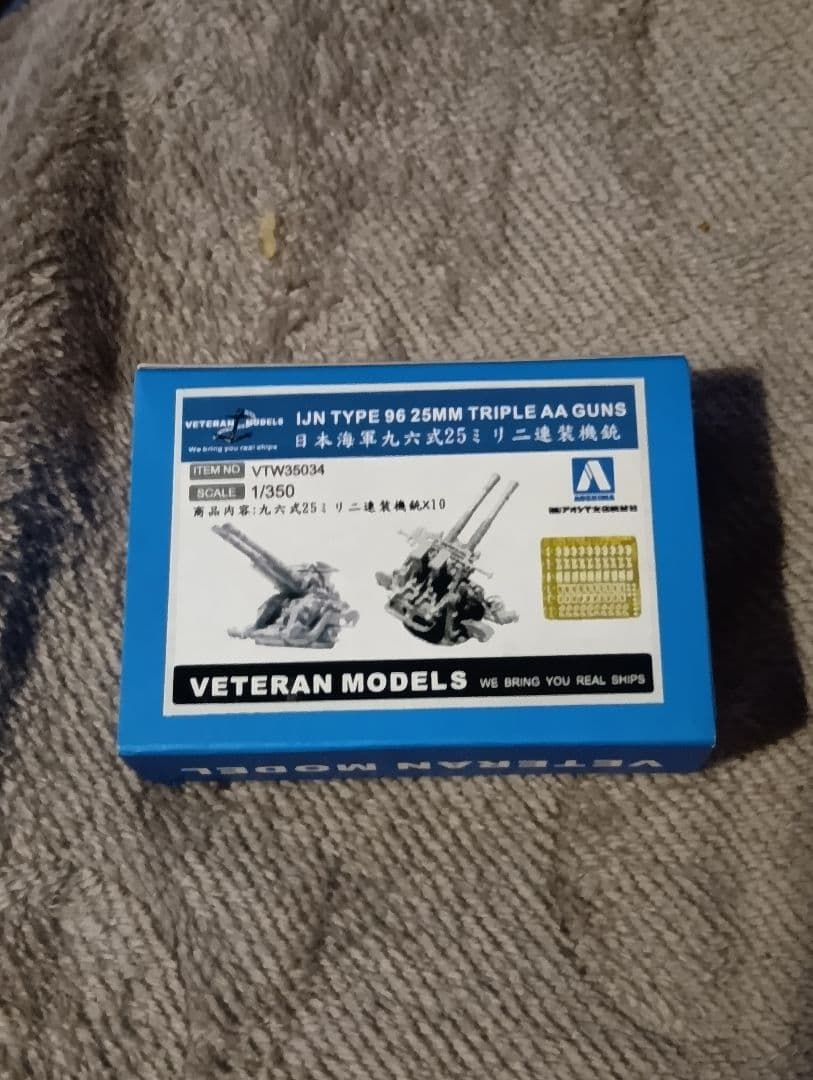 VETERAN MODELS
We bring you real ships
IJN TYPE 96 25MM TRIPLE AA GUNS
日本海軍九六式25ミリ二連装機銃
ITEM NO VTW35034
SCALE 1/350
商品内容:九六式25ミリ二連装機銃X10
AOSHIMA
VETERAN MODELS WE BRING YOU REAL SHIPS
VETERAN MODEL